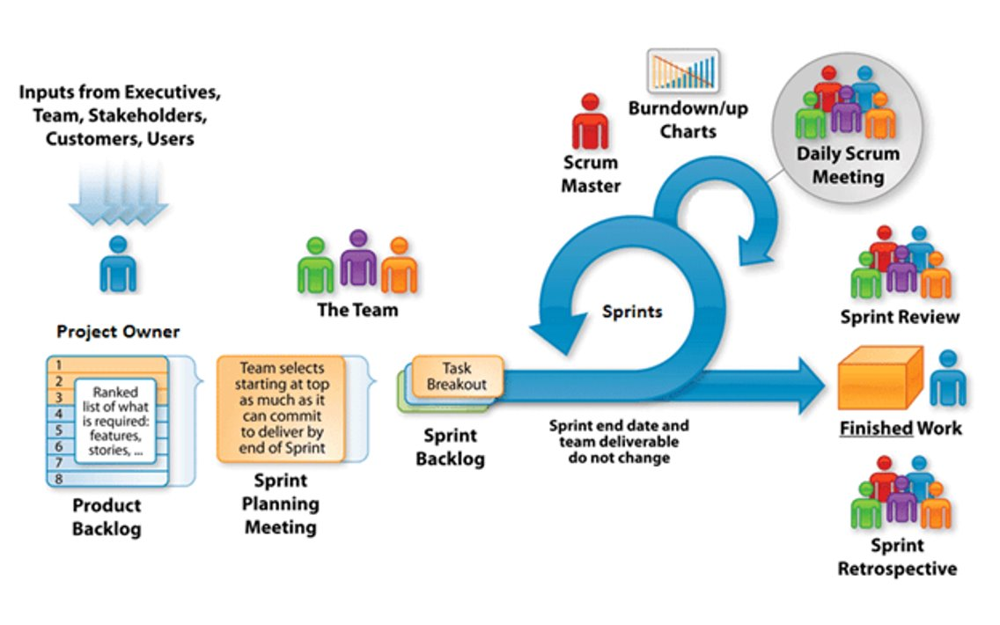 Inputs from Executives,
Team, Stakeholders,
Customers, Users
Project Owner
1
2
3
4
5
6
7
8
Ranked
list of what
is required:
features,
stories, ...
Product
Backlog
The Team
Team selects
starting at top
as much as it
can commit
to deliver by
end of Sprint
Sprint
Planning
Meeting
Task
Breakout
Sprint
Backlog
Scrum
Master
Burndown/up
Charts
Daily Scrum
Meeting
Sprints
Sprint end date and
team deliverable
do not change
Sprint Review
Finished Work
Sprint
Retrospective